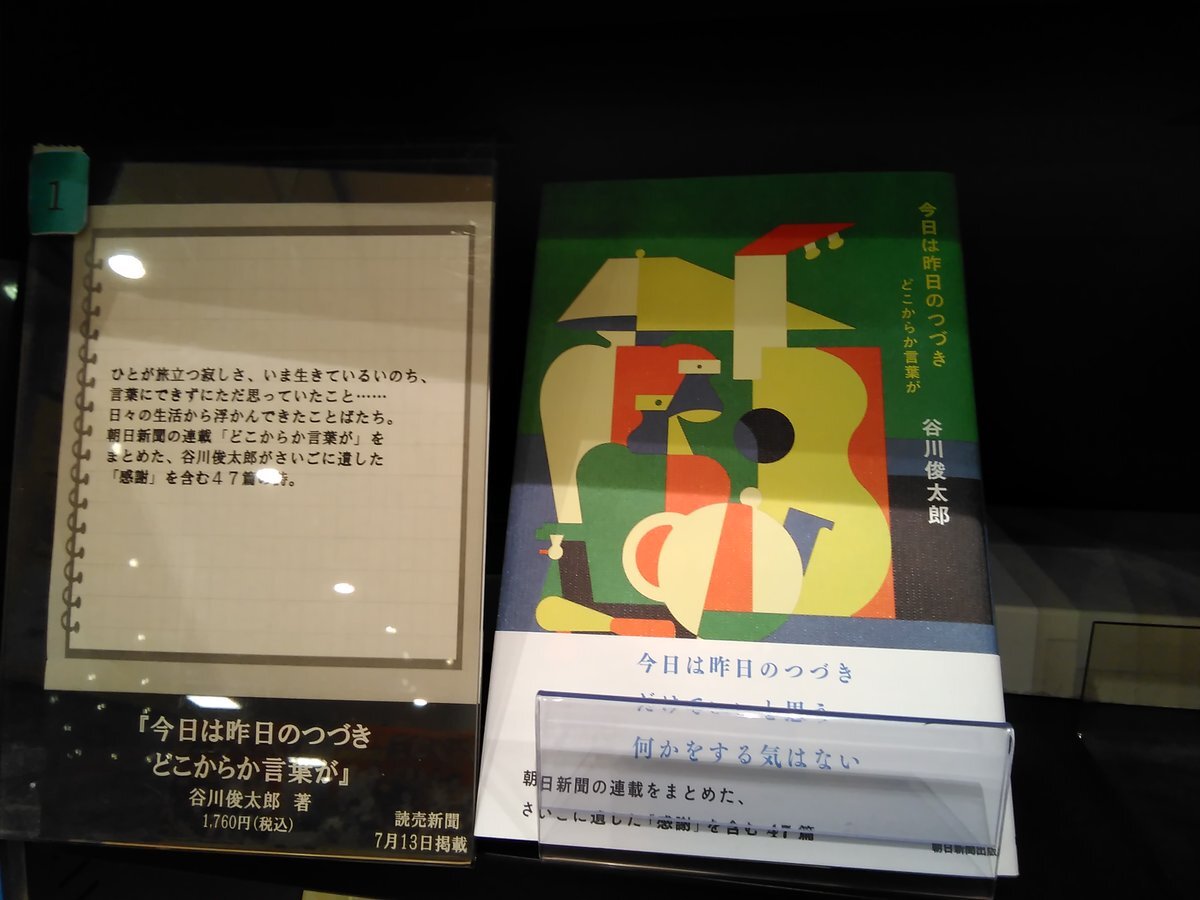 1
ひとが旅立つ寂しさ、いま生きているいのち、
言葉にできずにただ思っていたこと……
日々の生活から浮かんできたことばたち。
朝日新聞の連載「どこからか言葉が」を
まとめた、谷川俊太郎がさいごに遺した
「感謝」を含む47篇の詩。
『今日は昨日のつづき
どこからか言葉が』
谷川俊太郎 著
1,760円(税込)
読売新聞
7月13日掲載
今日は昨日のつづき
どこからか言葉が
谷川俊太郎
今日は昨日のつづき
だけでいいと思う
何かをする気はない
朝日新聞の連載をまとめた、
さいごに遺した「感謝」を含む47篇
朝日新聞出版